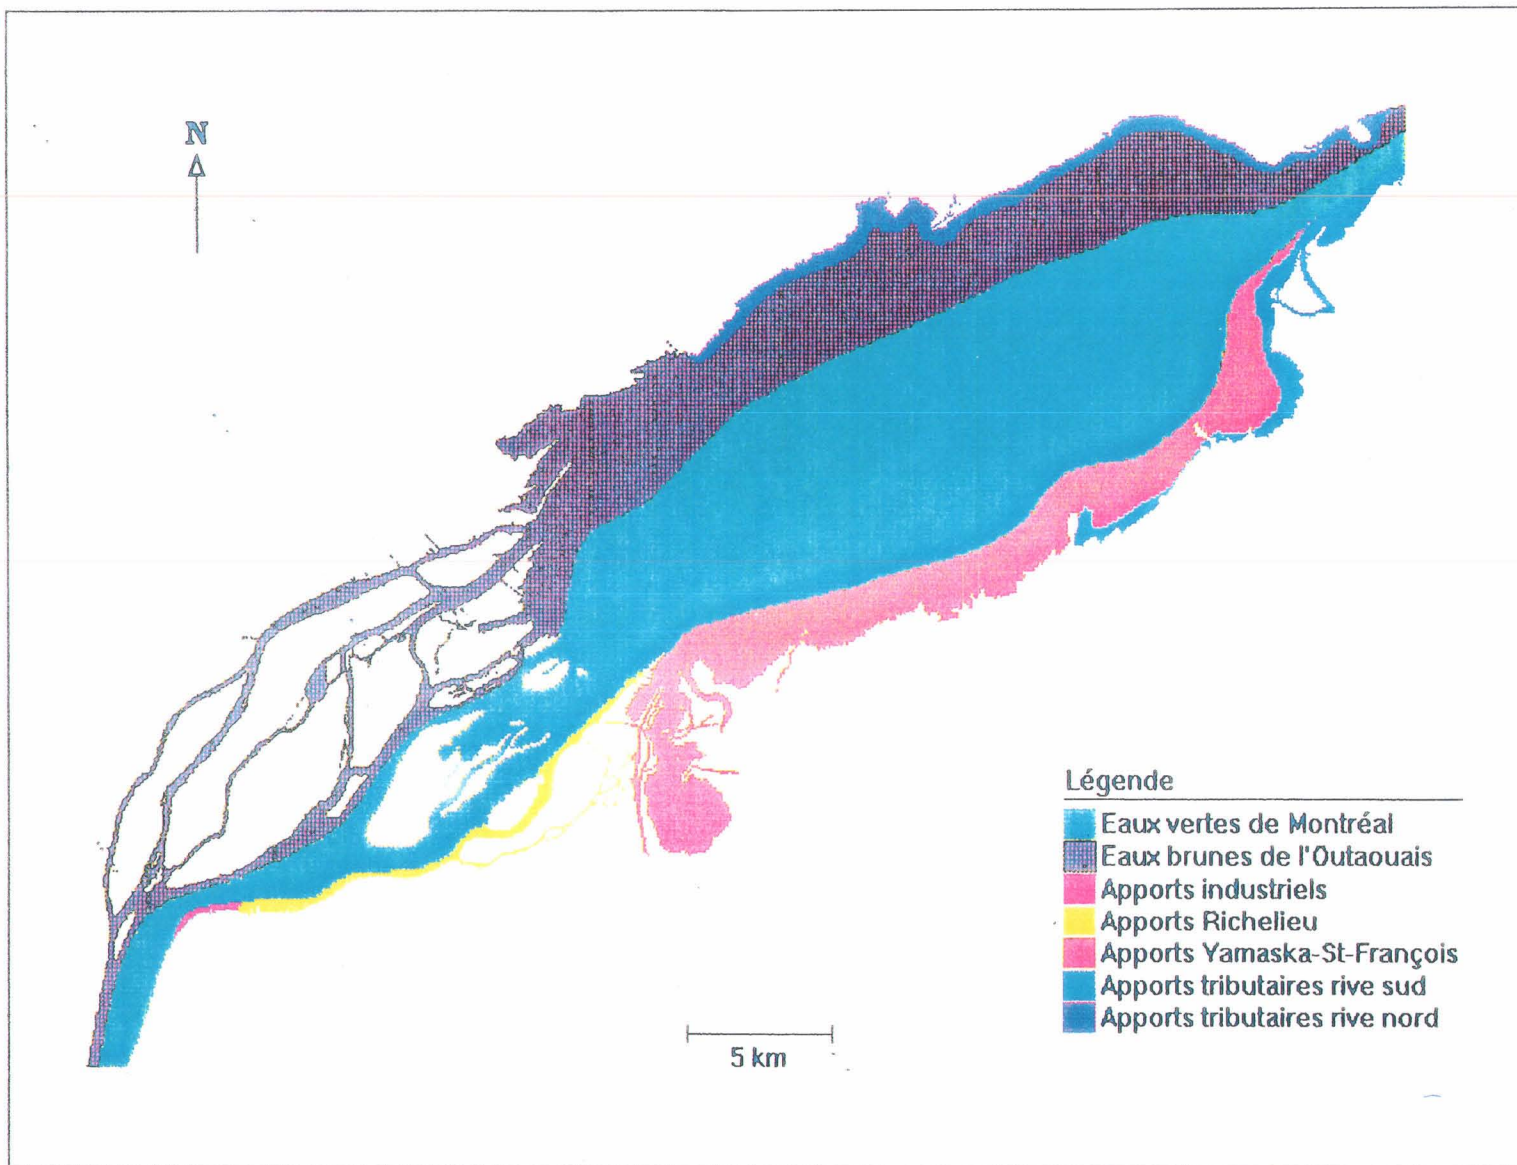 N
Légende
Eaux vertes de Montréal
Eaux brunes de l'Outaouais
Apports industriels
Apports Richelieu
Apports Yamaska-St-François
Apports tributaires rive sud
Apports tributaires rive nord
5 km